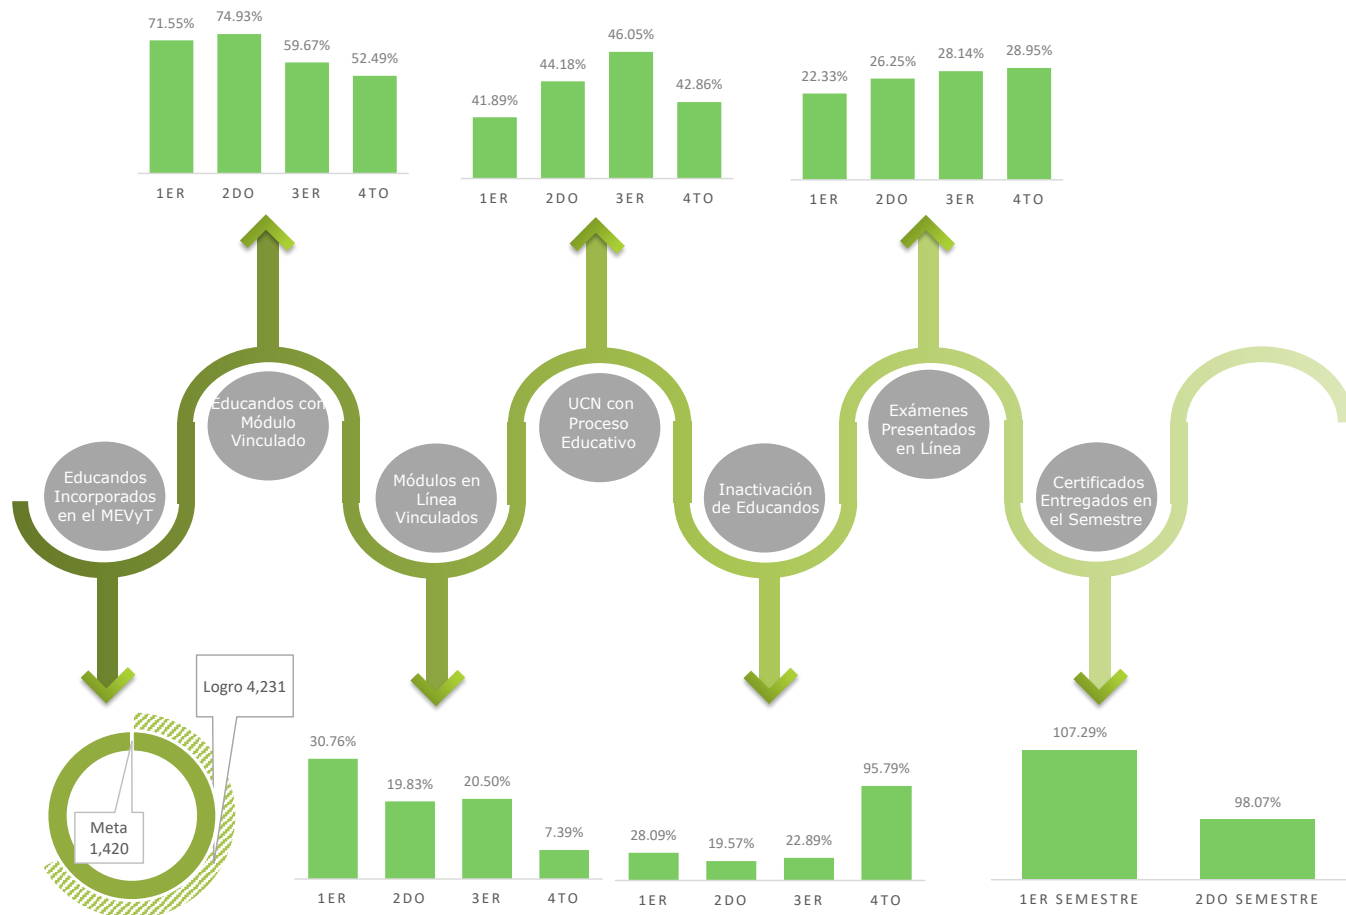 71.55%
74.93%
59.67%
52.49%
1ER
2DO
3ER
4TO
41.89%
44.18%
46.05%
42.86%
1ER
2DO
3ER
4TO
22.33%
26.25%
28.14%
28.95%
1ER
2DO
3ER
4TO
Educandos
Incorporados
en el MEVyT
Educandos con
Módulo
Vinculado
Módulos en
Línea
Vinculados
UCN con
Proceso
Educativo
Inactivación
de Educandos
Exámenes
Presentados
en Línea
Certificados
Entregados en
el Semestre
Logro 4,231
Meta
1,420
30.76%
19.83%
20.50%
7.39%
1ER
2DO
3ER
4TO
28.09%
19.57%
22.89%
95.79%
1ER
2DO
3ER
4TO
107.29%
98.07%
1ER SEMESTRE
2DO SEMESTRE